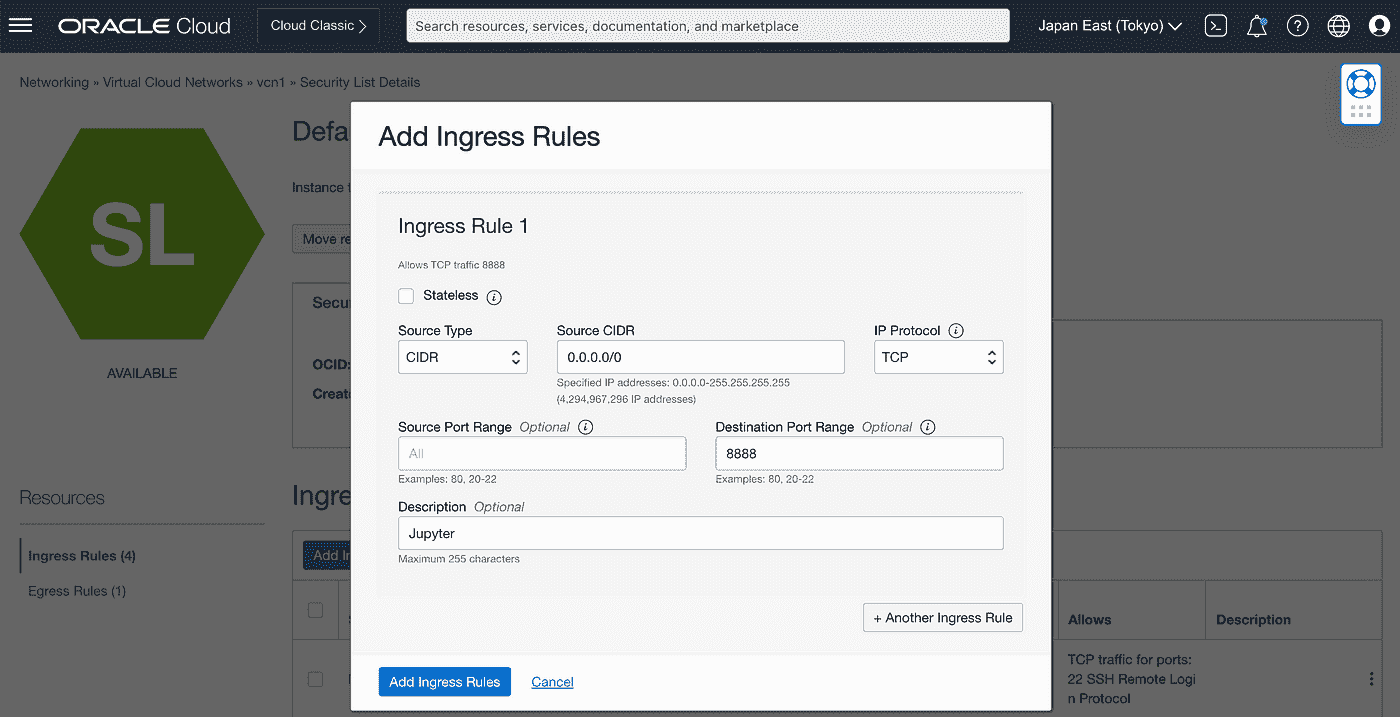 ORACLE Cloud
Cloud Classic
Search resources, services, documentation, and marketplace
Japan East (Tokyo)
Networking » Virtual Cloud Networks » vcn1 » Security List Details
SL
AVAILABLE
Defa
Instance t
Move re
Secu
OCID:
Creat
Add Ingress Rules
Ingress Rule 1
Allows TCP traffic 8888
Stateless
Source Type
Source CIDR
IP Protocol
CIDR
0.0.0.0/0
TCP
Specified IP addresses: 0.0.0.0-255.255.255.255
(4,294,967,296 IP addresses)
Source Port Range Optional
Destination Port Range Optional
All
8888
Examples: 80, 20-22
Examples: 80, 20-22
Description Optional
Jupyter
Maximum 255 characters
+ Another Ingress Rule
Add Ingress Rules
Cancel
Resources
Ingress Rules (4)
Egress Rules (1)
Ingre
Add In
Allows
Description
TCP traffic for ports:
22 SSH Remote Logi
n Protocol